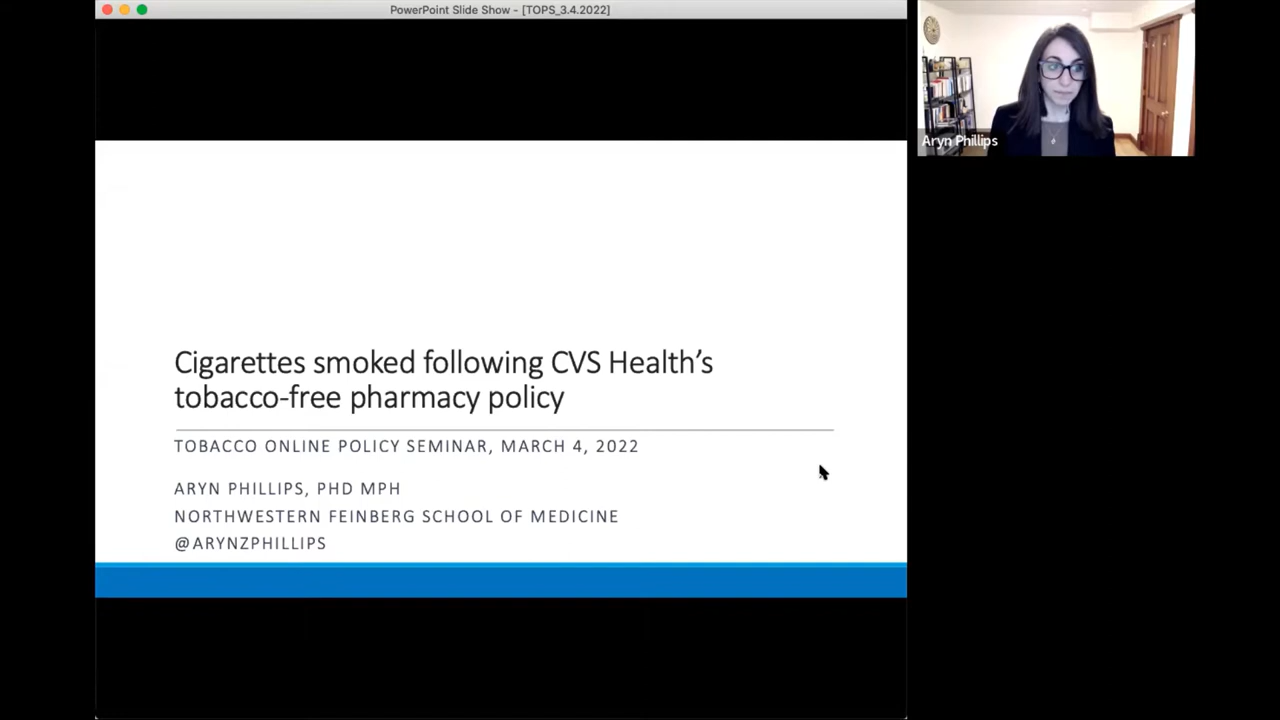 PowerPoint Slide Show - [TOPS_3.4.2022]
Aryn Phillips
Cigarettes smoked following CVS Health’s
tobacco-free pharmacy policy
TOBACCO ONLINE POLICY SEMINAR, MARCH 4, 2022
ARYN PHILLIPS, PHD MPH
NORTHWESTERN FEINBERG SCHOOL OF MEDICINE
@ARYNZPHILLIPS